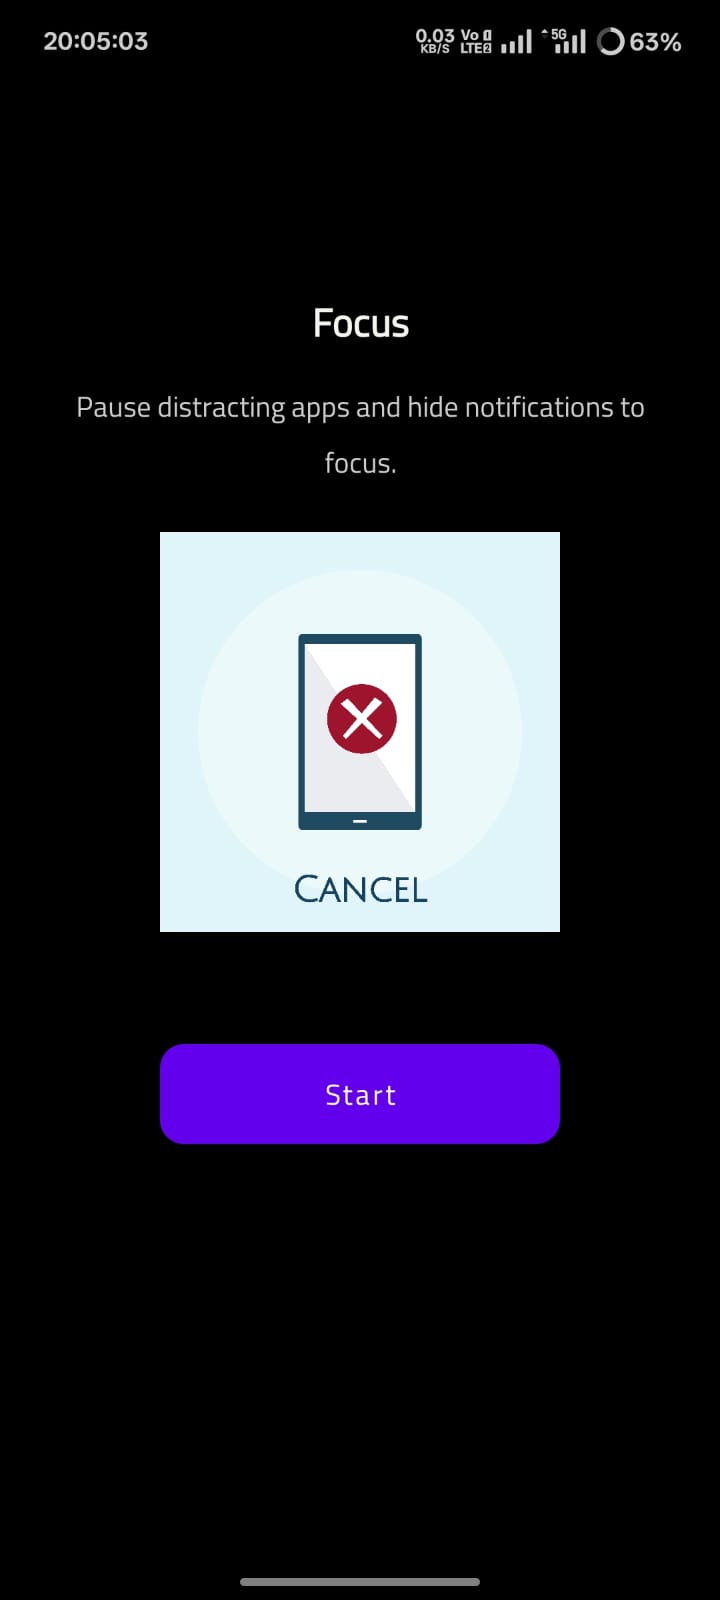 20:05:03 0.03 KB/S Vo LTE2 5G 63%
Focus
Pause distracting apps and hide notifications to
focus.
CANCEL
Start